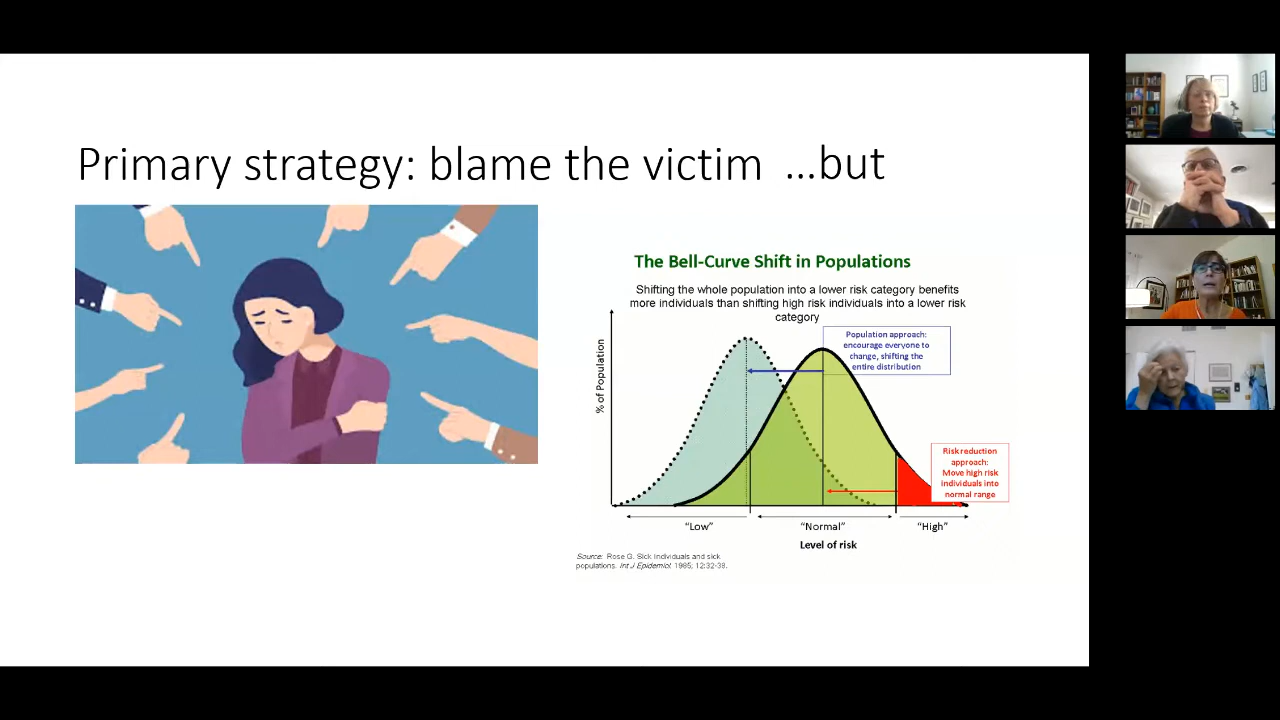 Primary strategy: blame the victim …but
The Bell-Curve Shift in Populations
Shifting the whole population into a lower risk category benefits
more individuals than shifting high risk individuals into a lower risk
category
Population approach:
encourage everyone to
change, shifting the
entire distribution
% of Population
Risk reduction
approach:
Move high risk
individuals into
normal range
“Low”
“Normal”
“High”
Level of risk
Source: Rose G. Sick individuals and sick
populations. Int J Epidemiol. 1985; 12:32-38.